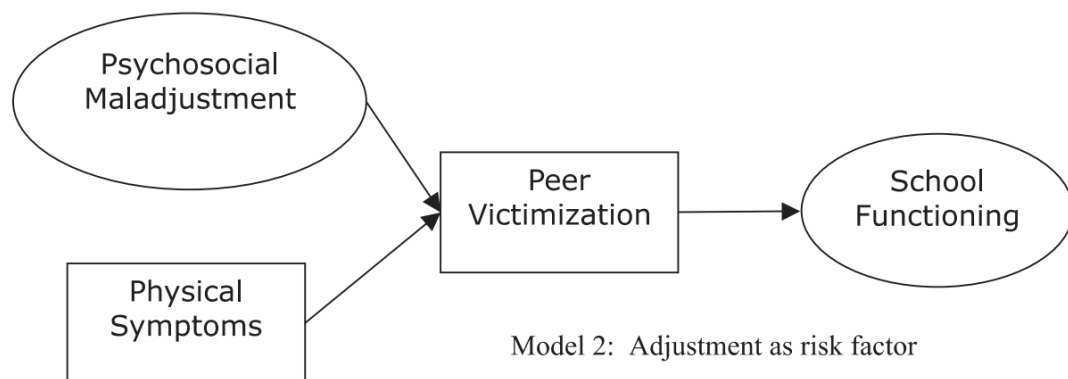 Psychosocial
Maladjustment
Peer
Victimization
School
Functioning
Physical
Symptoms
Model 2: Adjustment as risk factor